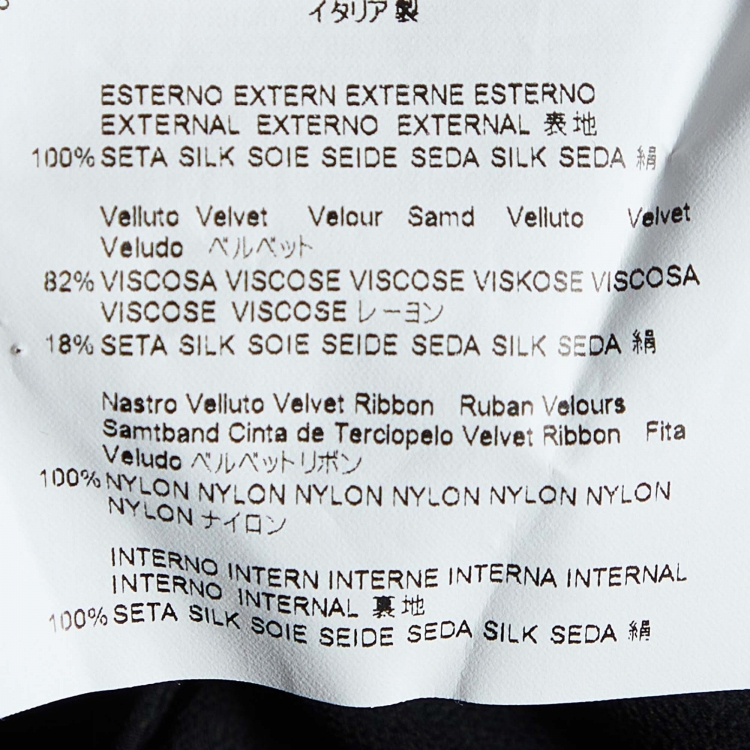 イタリア製
ESTERNO EXTERN EXTERNE ESTERNO
EXTERNAL EXTERNO EXTERNAL 表地
100% SETA SILK SOIE SEIDE SEDA SILK SEDA 絹
Velluto Velvet Velour Samd Velluto Velvet
Veludo ベルベット
82% VISCOSA VISCOSE VISCOSE VISKOSE VISCOSA
VISCOSE VISCOSE レーヨン
18% SETA SILK SOIE SEIDE SEDA SILK SEDA 絹
Nastro Velluto Velvet Ribbon Ruban Velours
Samtband Cinta de Terciopelo Velvet Ribbon Fita
Veludo ベルベットリボン
100% NYLON NYLON NYLON NYLON NYLON NYLON
NYLON ナイロン
INTERNO INTERN INTERNE INTERNA INTERNAL
INTERNO INTERNAL 裏地
100% SETA SILK SOIE SEIDE SEDA SILK SEDA 絹